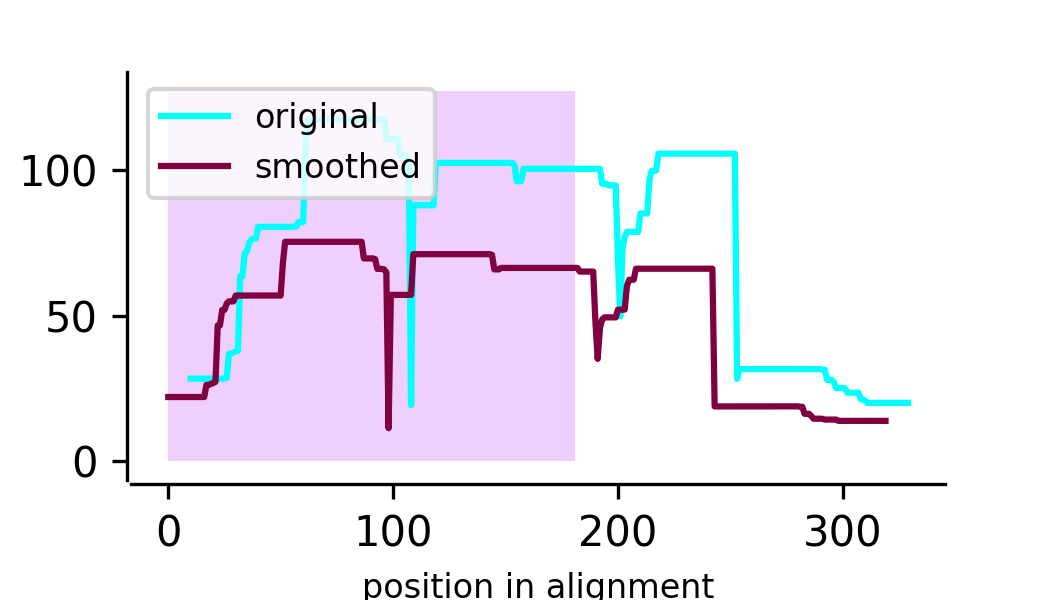 original
smoothed
100
50
0
0 100 200 300
position in alignment